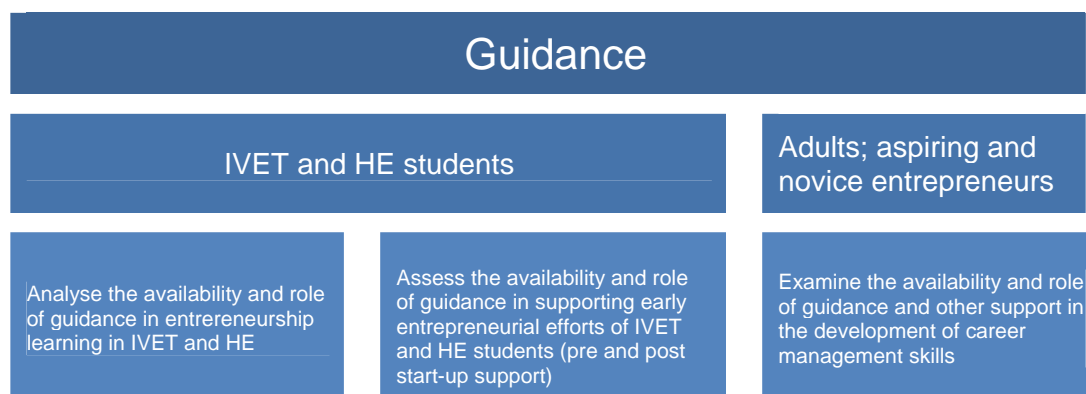 Guidance
IVET and HE students
Adults; aspiring and
novice entrepreneurs
Analyse the availability and role
of guidance in entrereneurship
learning in IVET and HE
Assess the availability and role
of guidance in supporting early
entrepreneurial efforts of IVET
and HE students (pre and post
start-up support)
Examine the availability and role
of guidance and other support in
the development of career
management skills